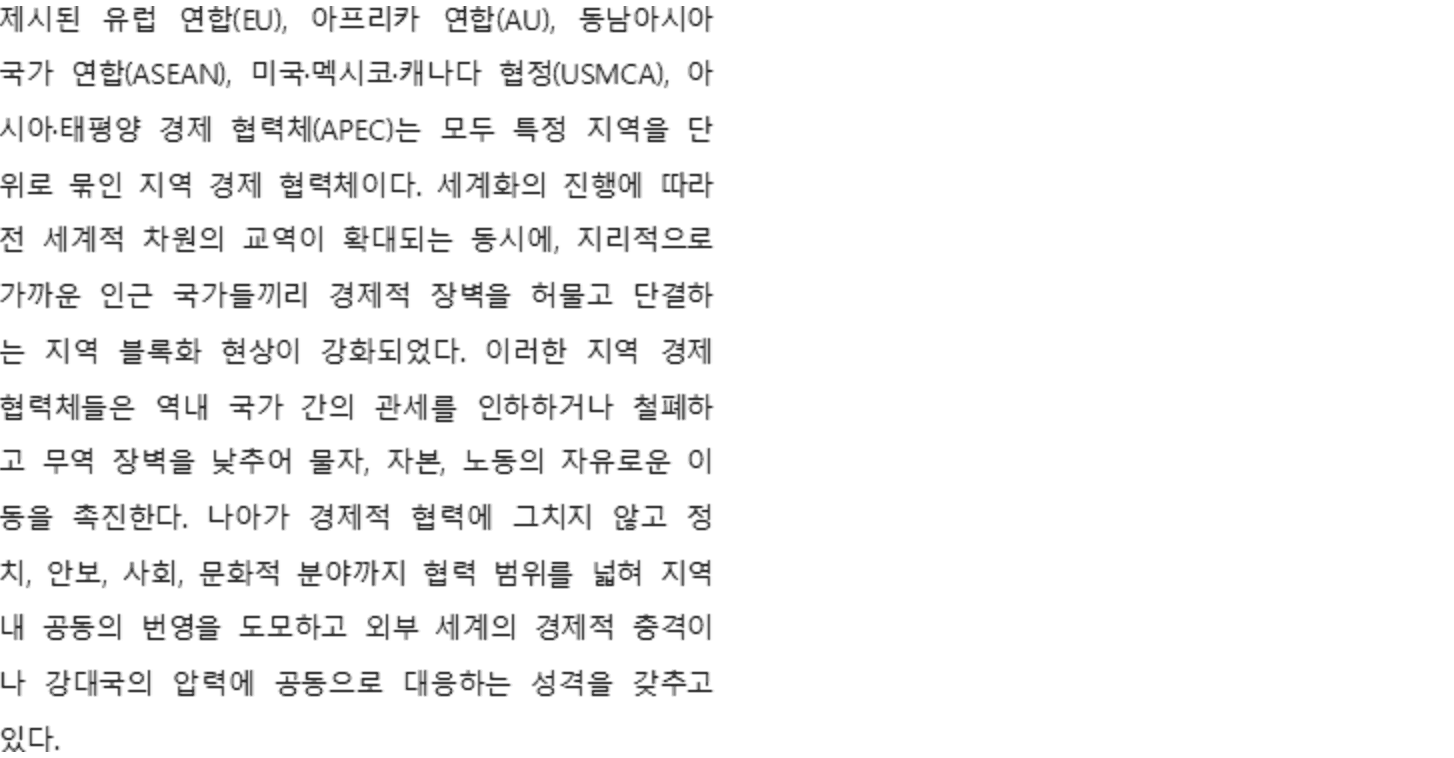 제시된 유럽 연합(EU), 아프리카 연합(AU), 동남아시아
국가 연합(ASEAN), 미국·멕시코·캐나다 협정(USMCA), 아
시아·태평양 경제 협력체(APEC)는 모두 특정 지역을 단
위로 묶인 지역 경제 협력체이다. 세계화의 진행에 따라
전 세계적 차원의 교역이 확대되는 동시에, 지리적으로
가까운 인근 국가들끼리 경제적 장벽을 허물고 단결하
는 지역 블록화 현상이 강화되었다. 이러한 지역 경제
협력체들은 역내 국가 간의 관세를 인하하거나 철폐하
고 무역 장벽을 낮추어 물자, 자본, 노동의 자유로운 이
동을 촉진한다. 나아가 경제적 협력에 그치지 않고 정
치, 안보, 사회, 문화적 분야까지 협력 범위를 넓혀 지역
내 공동의 번영을 도모하고 외부 세계의 경제적 충격이
나 강대국의 압력에 공동으로 대응하는 성격을 갖추고
있다.